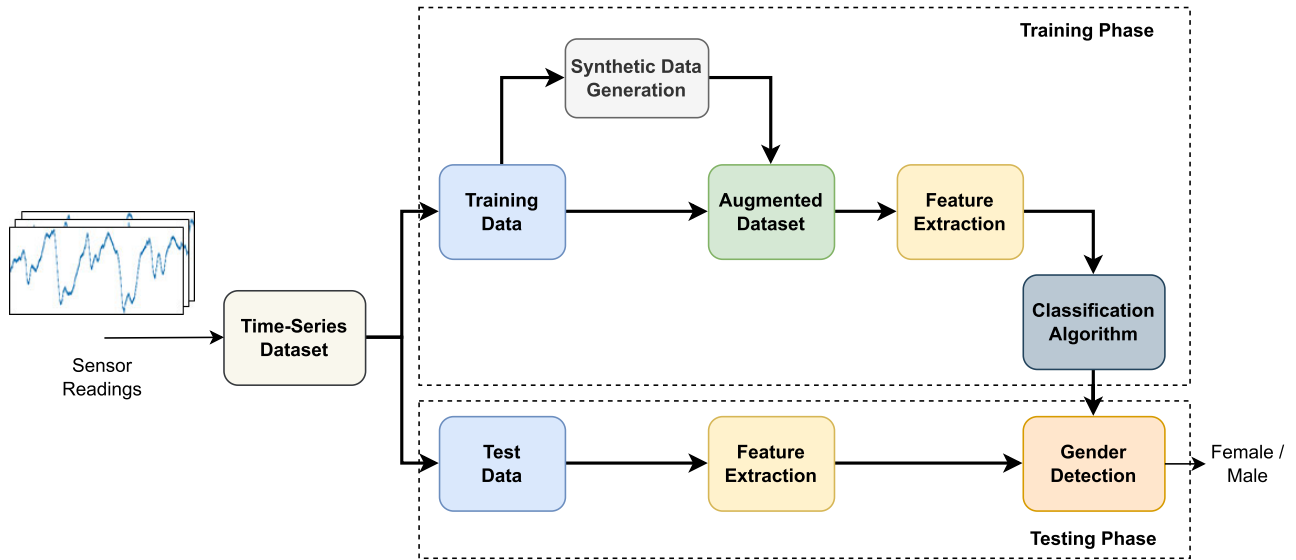 Training Phase
Synthetic Data
Generation
Training
Data
Augmented
Dataset
Feature
Extraction
Classification
Algorithm
Time-Series
Dataset
Sensor
Readings
Test
Data
Feature
Extraction
Gender
Detection
Female /
Male
Testing Phase